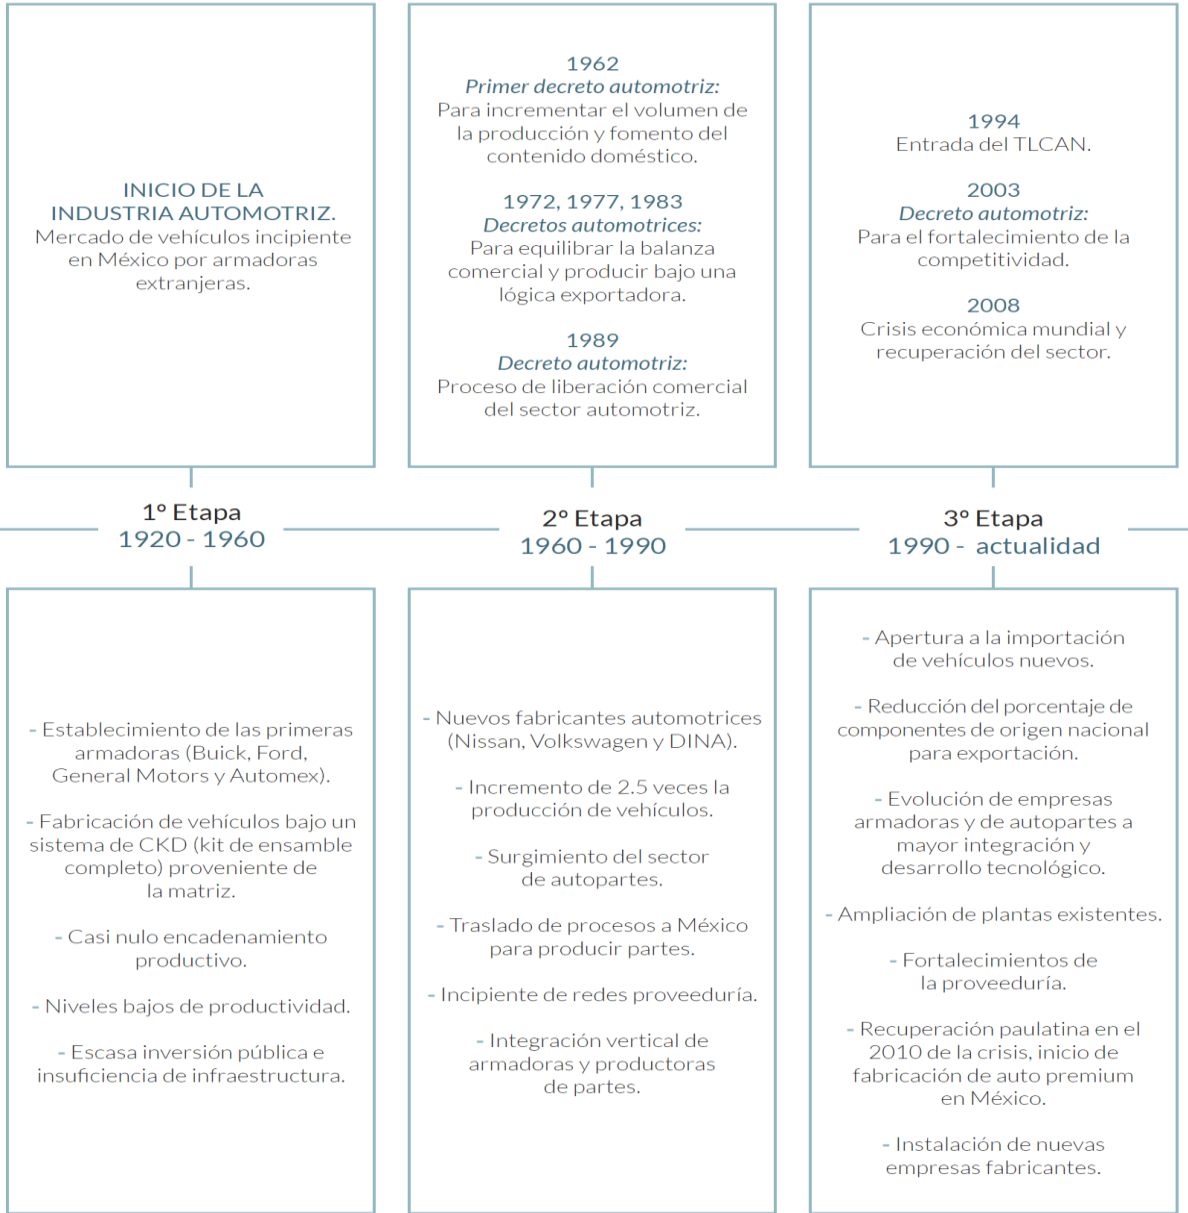 INICIO DE LA
INDUSTRIA AUTOMOTRIZ.
Mercado de vehículos incipiente
en México por armadoras
extranjeras.
1962
Primer decreto automotriz:
Para incrementar el volumen de
la producción y fomento del
contenido doméstico.
1972, 1977, 1983
Decretos automotrices:
Para equilibrar la balanza
comercial y producir bajo una
lógica exportadora.
1989
Decreto automotriz:
Proceso de liberación comercial
del sector automotriz.
1994
Entrada del TLCAN.
2003
Decreto automotriz:
Para el fortalecimiento de la
competitividad.
2008
Crisis económica mundial y
recuperación del sector.
1º Etapa
1920 - 1960
2º Etapa
1960 - 1990
3º Etapa
1990 - actualidad
- Establecimiento de las primeras
armadoras (Buick, Ford,
General Motors y Automex).
- Fabricación de vehículos bajo un
sistema de CKD (kit de ensamble
completo) proveniente de
la matriz.
- Casi nulo encadenamiento
productivo.
- Niveles bajos de productividad.
- Escasa inversión pública e
insuficiencia de infraestructura.
- Nuevos fabricantes automotrices
(Nissan, Volkswagen y DINA).
- Incremento de 2.5 veces la
producción de vehículos.
- Surgimiento del sector
de autopartes.
- Traslado de procesos a México
para producir partes.
- Incipiente de redes proveeduría.
- Integración vertical de
armadoras y productoras
de partes.
- Apertura a la importación
de vehículos nuevos.
- Reducción del porcentaje de
componentes de origen nacional
para exportación.
- Evolución de empresas
armadoras y de autopartes a
mayor integración y
desarrollo tecnológico.
- Ampliación de plantas existentes.
- Fortalecimientos de
la proveeduría.
- Recuperación paulatina en el
2010 de la crisis, inicio de
fabricación de auto premium
en México.
- Instalación de nuevas
empresas fabricantes.